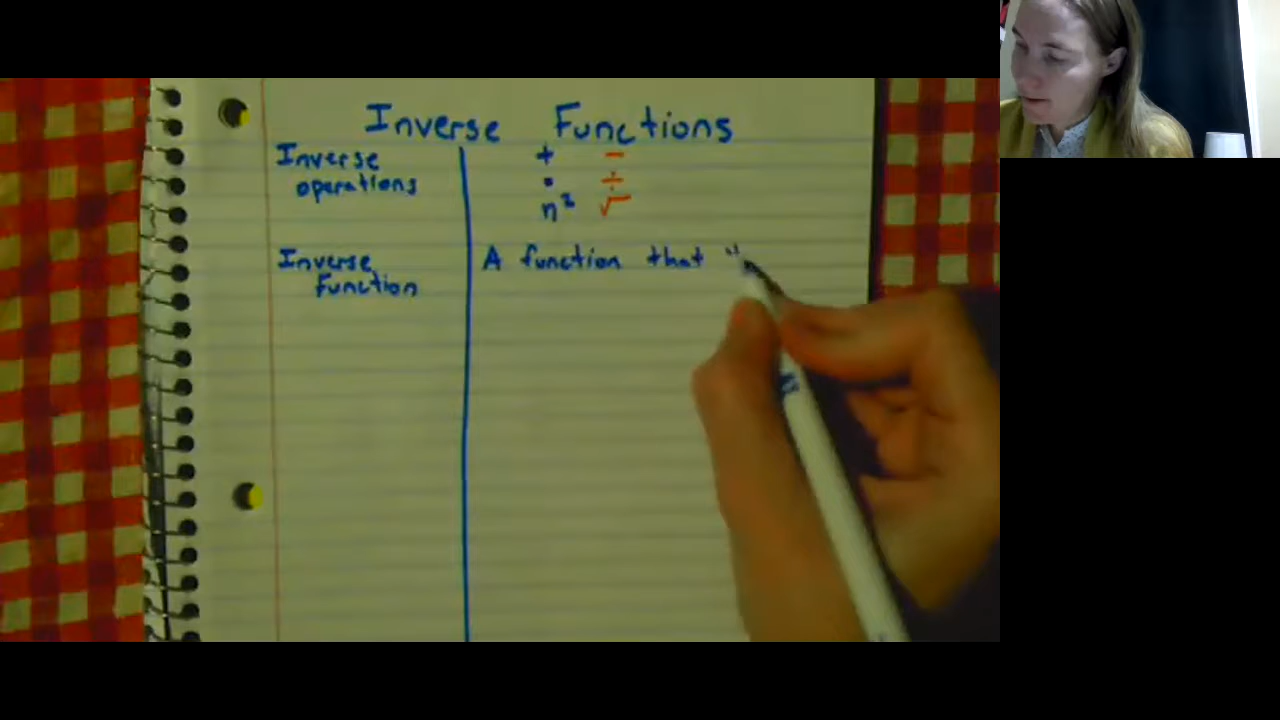 Inverse Functions
Inverse
operations
+ −
• ÷
n² √
Inverse
Function
A function that "